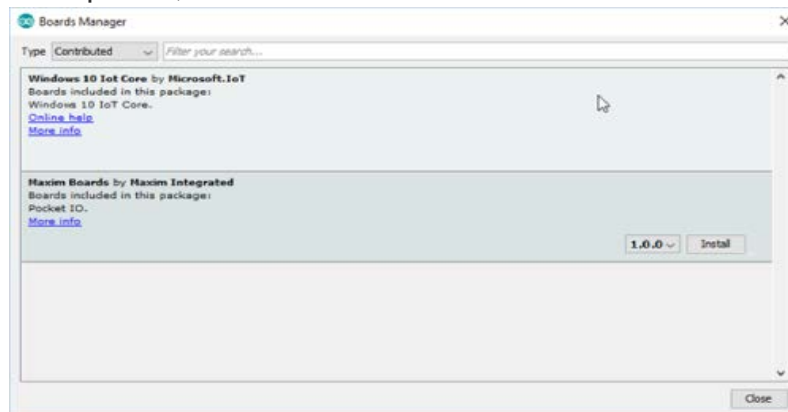 Boards Manager
Type Contributed Filter your search...
Windows 10 Iot Core by Microsoft.IoT
Boards included in this package:
Windows 10 IoT Core.
Online help
More info
Maxim Boards by Maxim Integrated
Boards included in this package:
Pocket IO.
More info
1.0.0 Install
Close